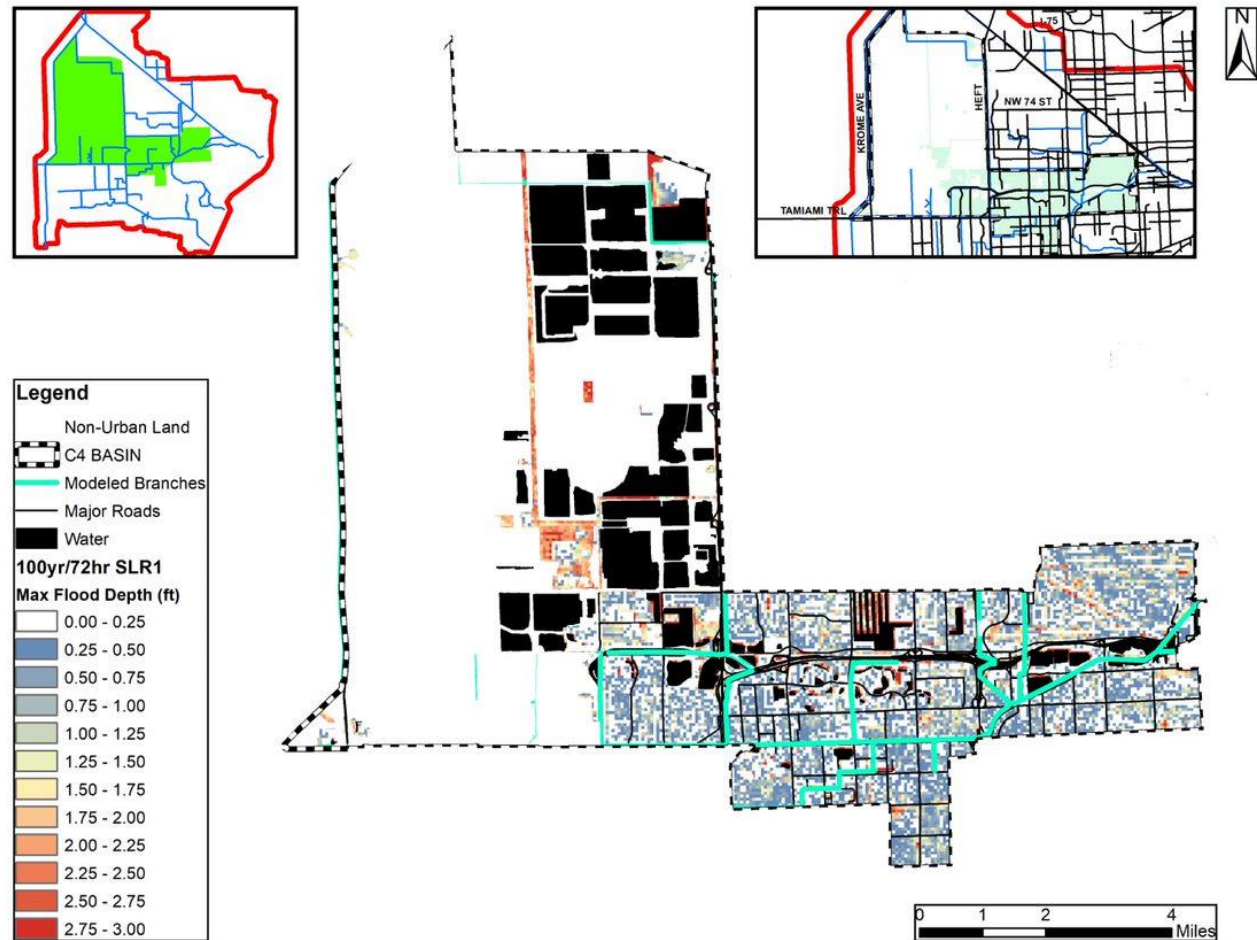 N
I-75
KROME AVE
HEFT
NW 74 ST
TAMIAMI TRL
Legend
Non-Urban Land
C4 BASIN
Modeled Branches
Major Roads
Water
100yr/72hr SLR1
Max Flood Depth (ft)
0.00 - 0.25
0.25 - 0.50
0.50 - 0.75
0.75 - 1.00
1.00 - 1.25
1.25 - 1.50
1.50 - 1.75
1.75 - 2.00
2.00 - 2.25
2.25 - 2.50
2.50 - 2.75
2.75 - 3.00
0 1 2 4
Miles